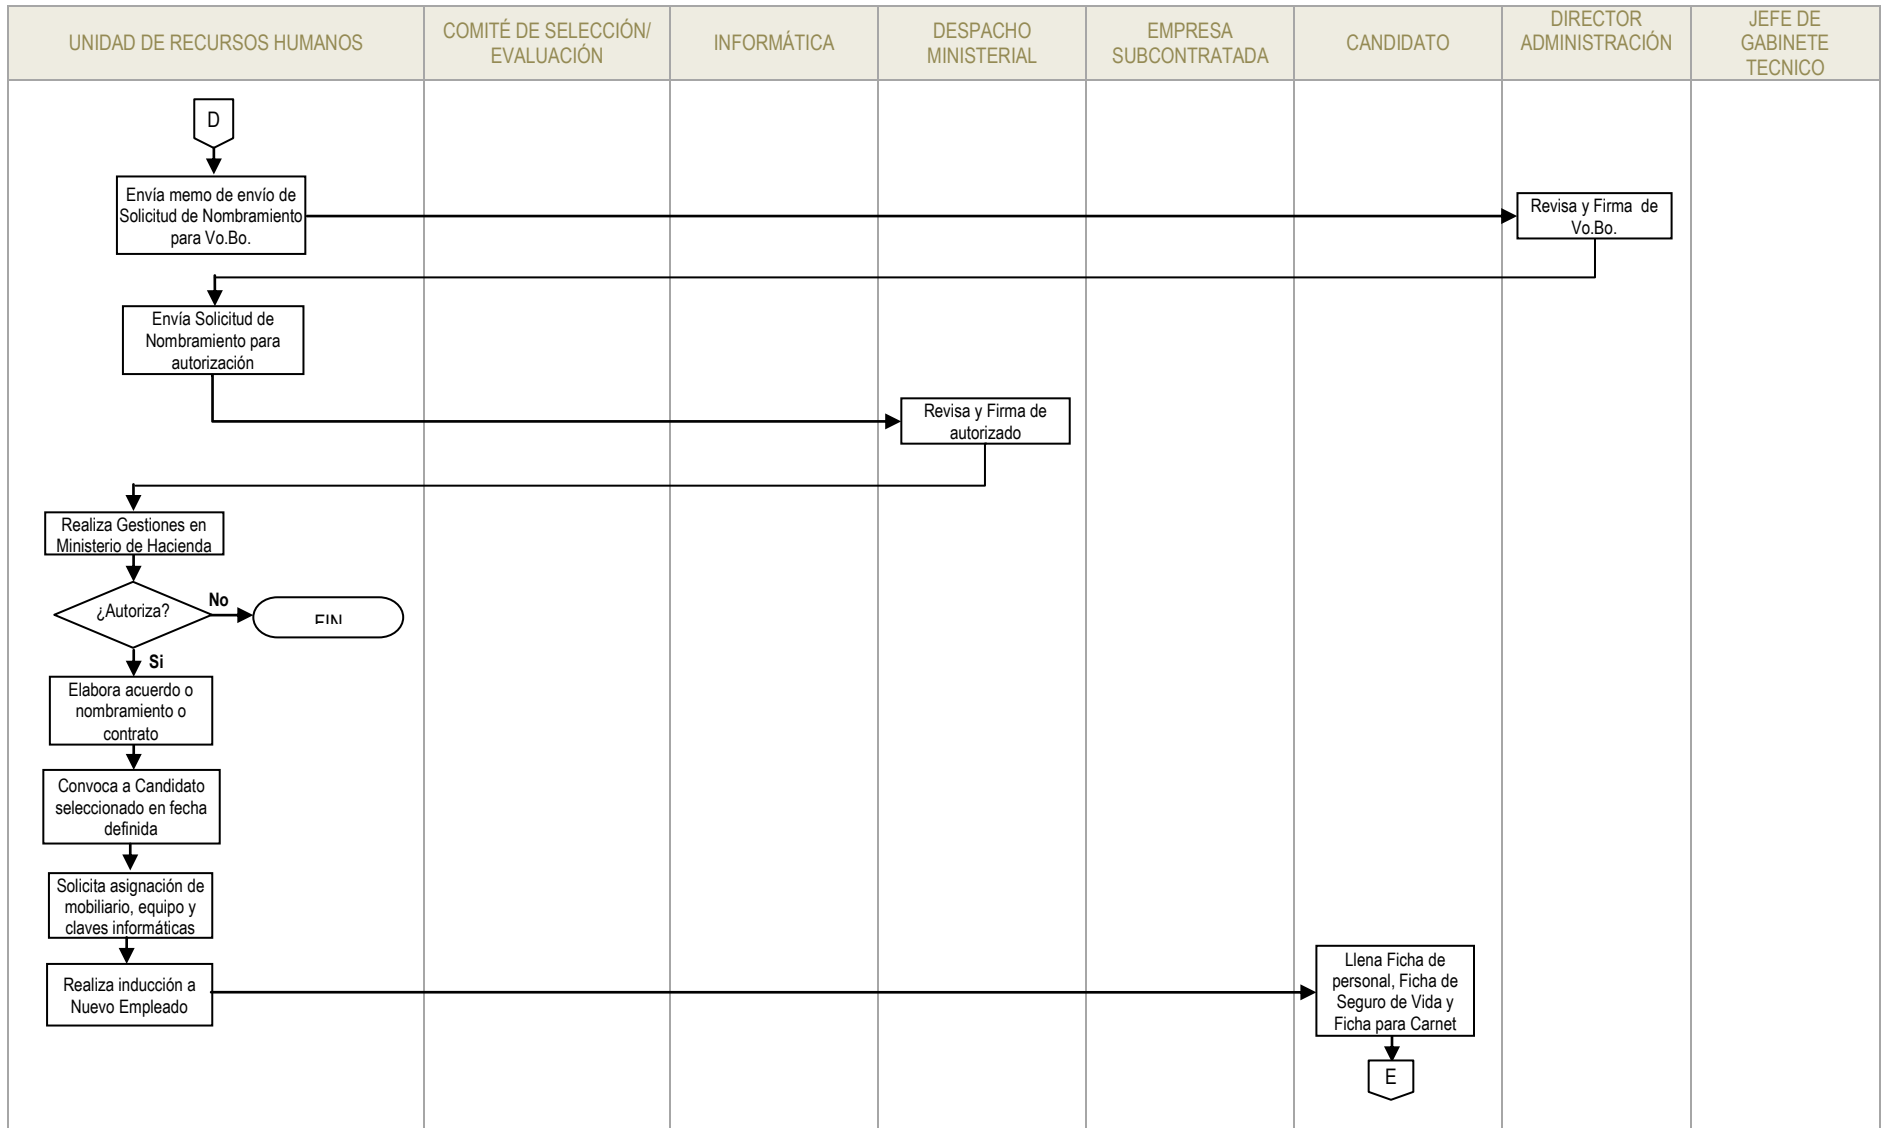 UNIDAD DE RECURSOS HUMANOS
COMITÉ DE SELECCIÓN/
EVALUACIÓN
INFORMÁTICA
DESPACHO
MINISTERIAL
EMPRESA
SUBCONTRATADA
CANDIDATO
DIRECTOR
ADMINISTRACIÓN
JEFE DE
GABINETE
TECNICO
D
Envía memo de envío de
Solicitud de Nombramiento
para Vo.Bo.
Revisa y Firma de
Vo.Bo.
Envía Solicitud de
Nombramiento para
autorización
Revisa y Firma de
autorizado
Realiza Gestiones en
Ministerio de Hacienda
¿Autoriza?
No
FIN
Si
Elabora acuerdo o
nombramiento o
contrato
Convoca a Candidato
seleccionado en fecha
definida
Solicita asignación de
mobiliario, equipo y
claves informáticas
Realiza inducción a
Nuevo Empleado
Llena Ficha de
personal, Ficha de
Seguro de Vida y
Ficha para Carnet
E